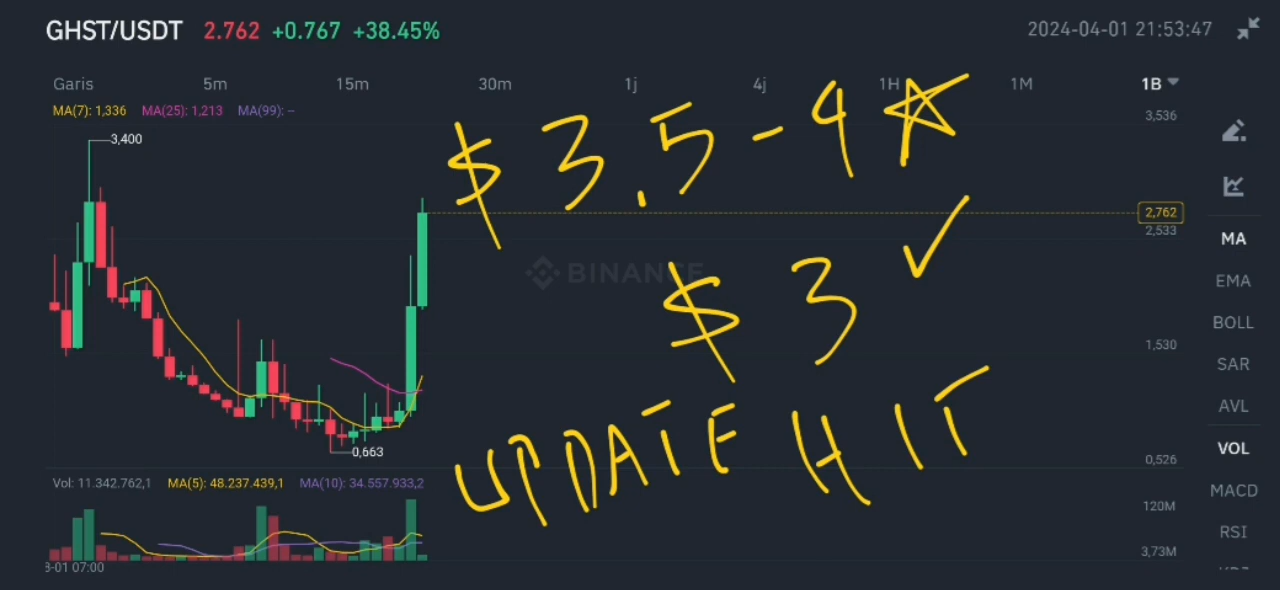 GHST/USDT 2.762 +0.767 +38.45% 2024-04-01 21:53:47
Garis 5m 15m 30m 1j 4j 1H 1M 1B
MA(7): 1,336 MA(25): 1,213 MA(99): –
3,536
3,400
$ 3.5 - 4
2,762
2,533
MA
BINANCE
$ 3 ✓
EMA
BOLL
1,530
SAR
AVL
UPDATE HIT
VOL
0,663
0,526
Vol: 11.342.762,1 MA(5): 48.237.439,1 MA(10): 34.557.933,2
MACD
120M
RSI
3,73M
3-01 07:00